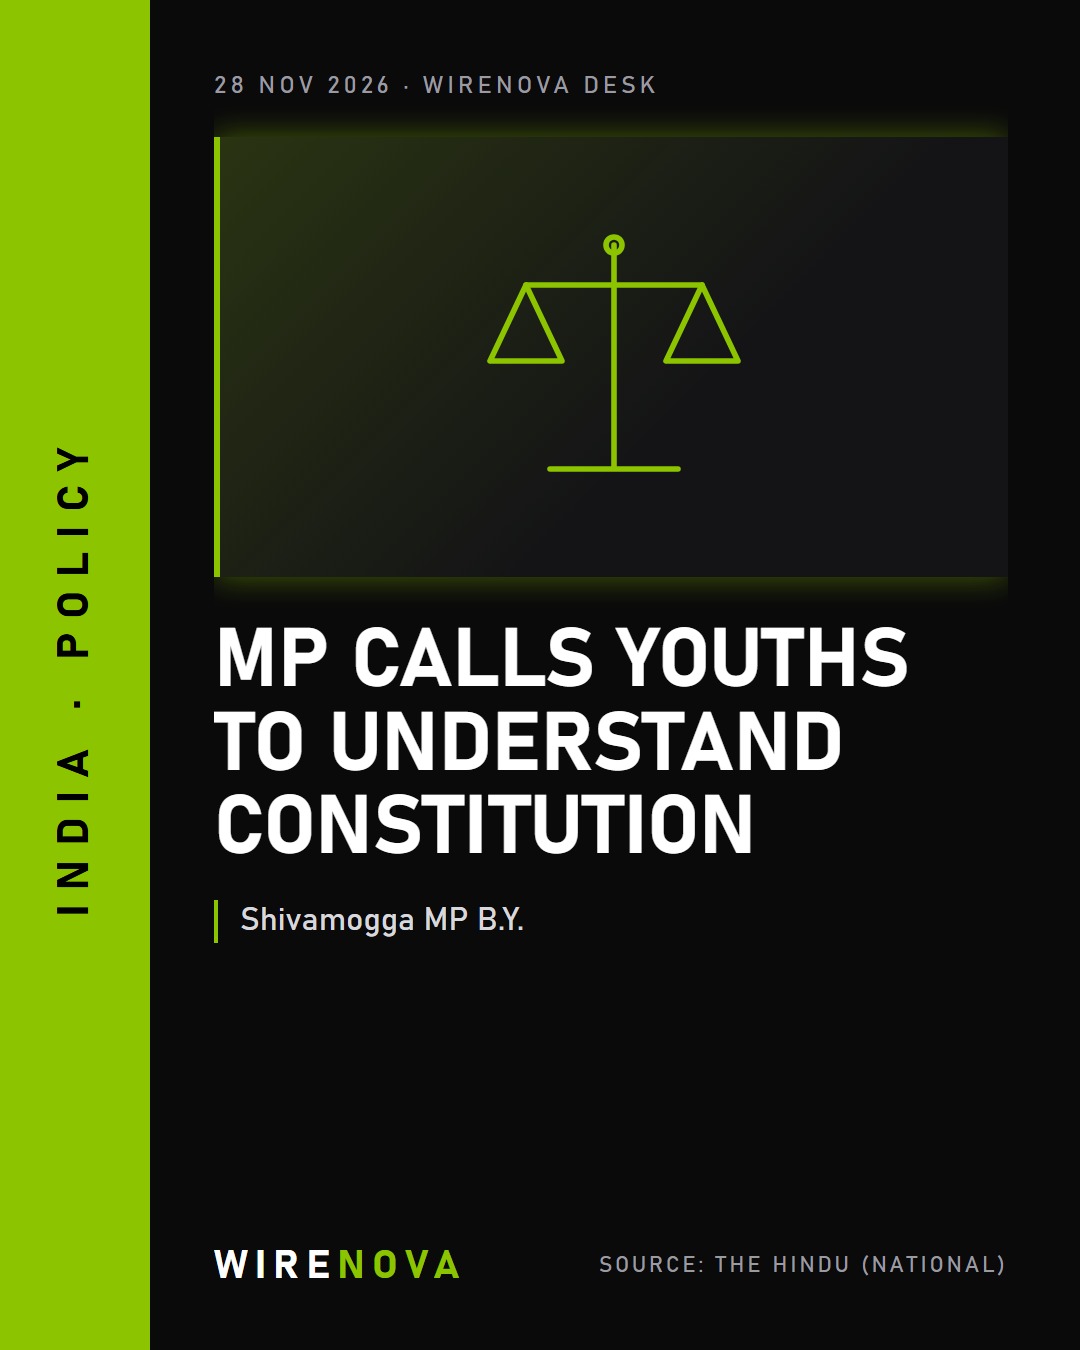 28 NOV 2026 · WIRENOVA DESK
INDIA · POLICY
MP CALLS YOUTHS
TO UNDERSTAND
CONSTITUTION
Shivamogga MP B.Y.
WIRENOVA
SOURCE: THE HINDU (NATIONAL)